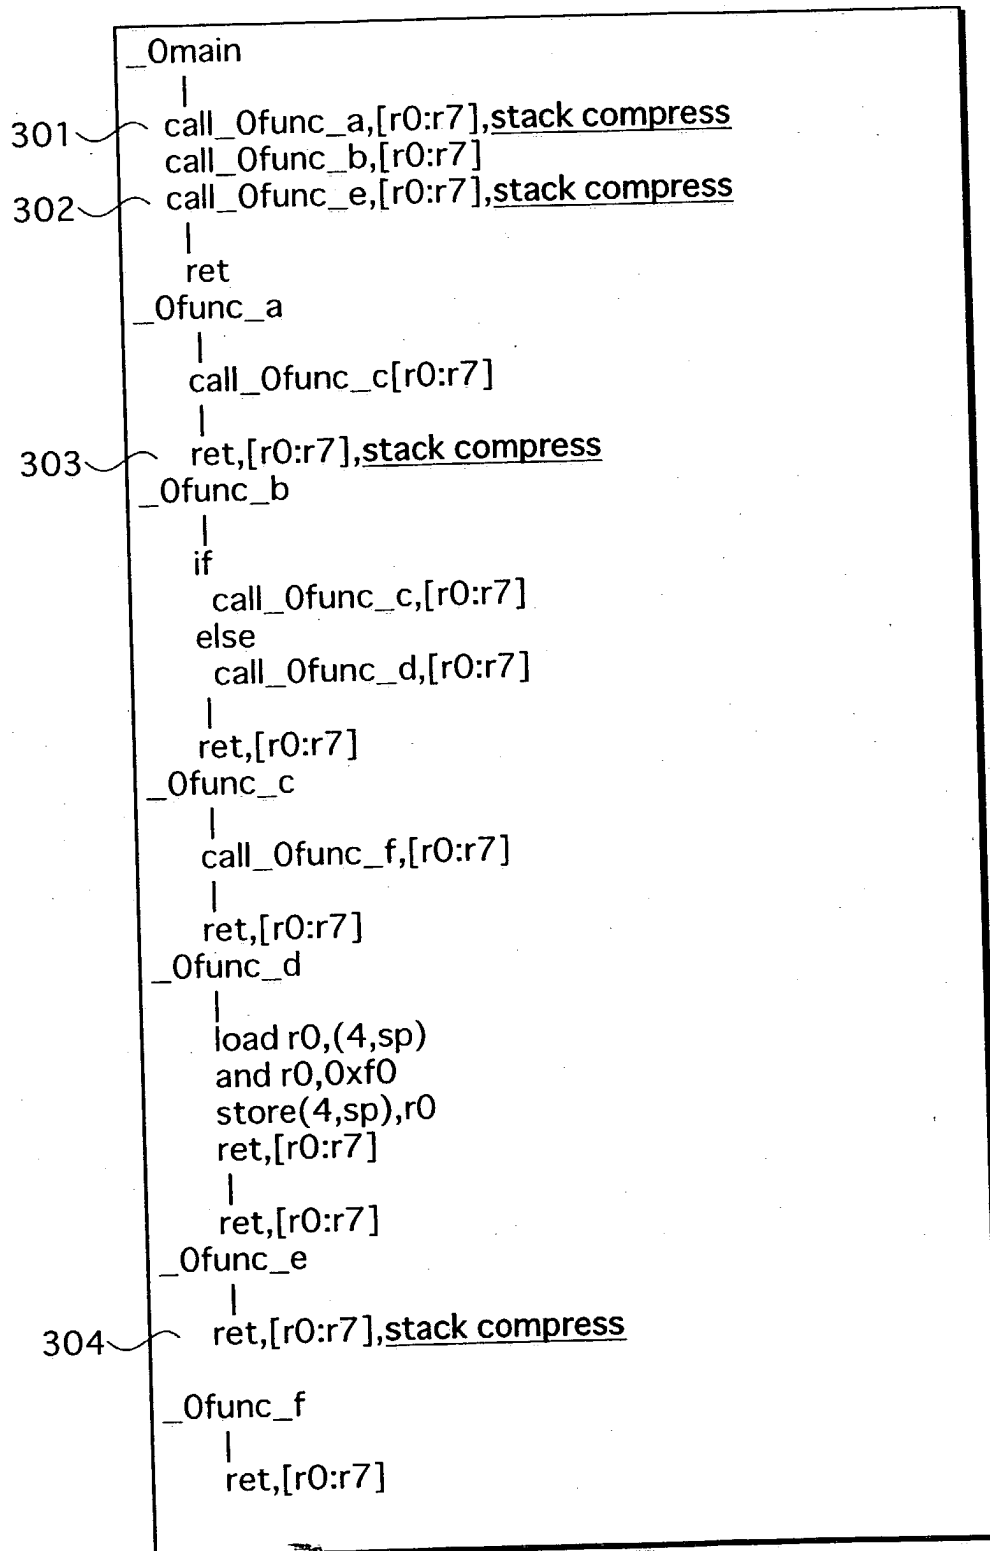 _0main
|
301 call_0func_a,[r0:r7],stack compress
call_0func_b,[r0:r7]
302 call_0func_e,[r0:r7],stack compress
|
ret
_0func_a
|
call_0func_c[r0:r7]
|
303 ret,[r0:r7],stack compress
_0func_b
|
if
call_0func_c,[r0:r7]
else
call_0func_d,[r0:r7]
|
ret,[r0:r7]
_0func_c
|
call_0func_f,[r0:r7]
|
ret,[r0:r7]
_0func_d
|
load r0,(4,sp)
and r0,0xf0
store(4,sp),r0
ret,[r0:r7]
|
ret,[r0:r7]
_0func_e
|
304 ret,[r0:r7],stack compress
_0func_f
|
ret,[r0:r7]